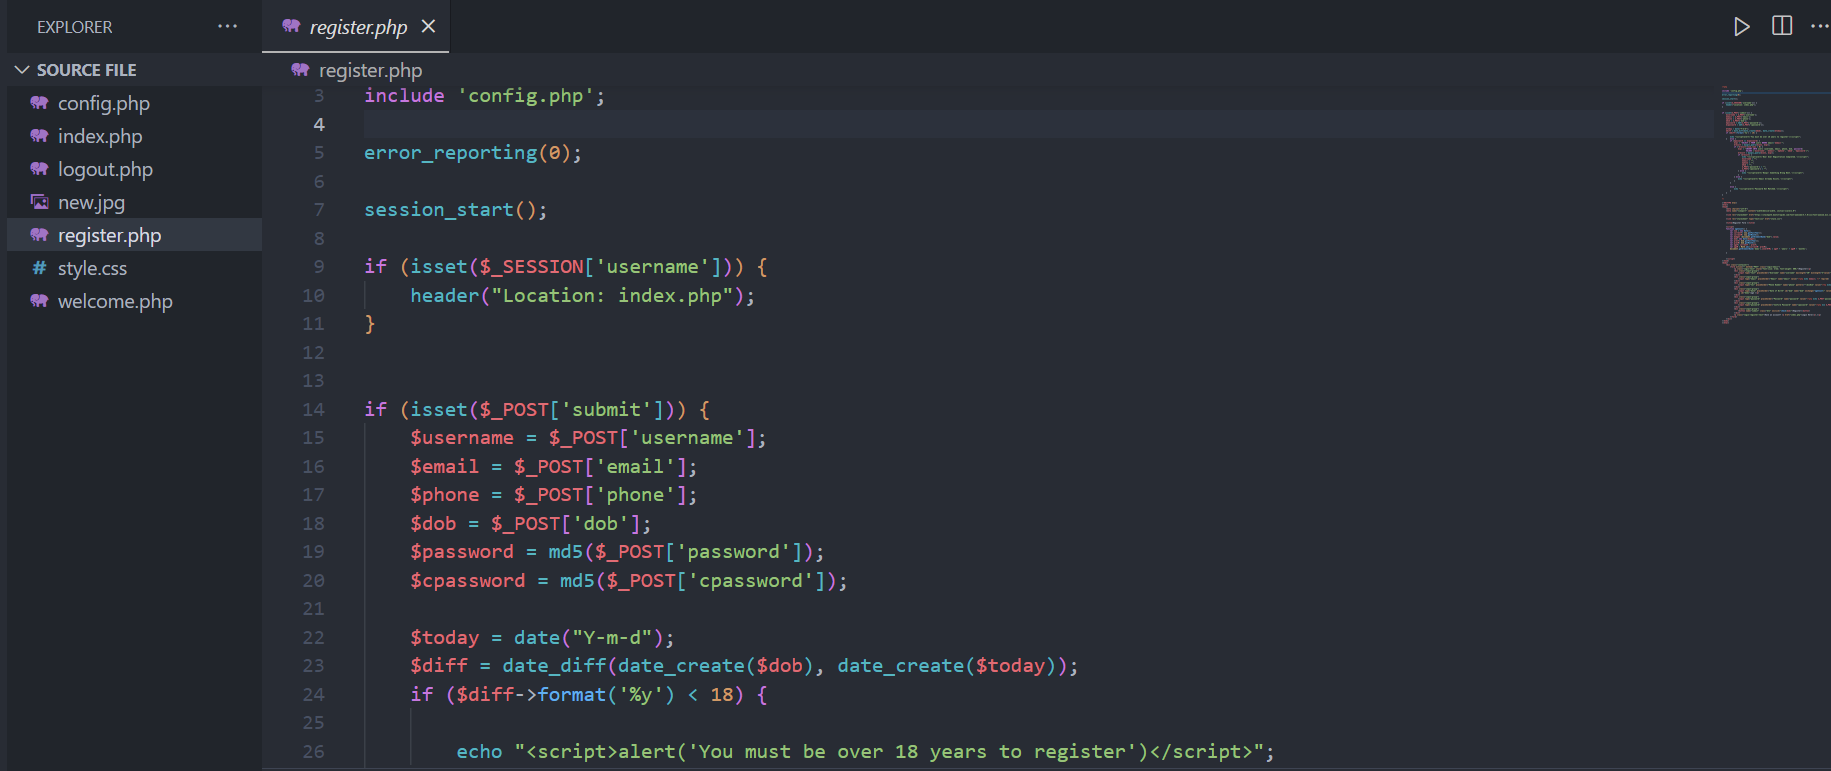 EXPLORER
SOURCE FILE
config.php
index.php
logout.php
new.jpg
register.php
# style.css
welcome.php
register.php
register.php
3 include 'config.php';
4
5 error_reporting(0);
6
7 session_start();
8
9 if (isset($_SESSION['username'])) {
10     header("Location: index.php");
11 }
12
13
14 if (isset($_POST['submit'])) {
15     $username = $_POST['username'];
16     $email = $_POST['email'];
17     $phone = $_POST['phone'];
18     $dob = $_POST['dob'];
19     $password = md5($_POST['password']);
20     $cpassword = md5($_POST['cpassword']);
21
22     $today = date("Y-m-d");
23     $diff = date_diff(date_create($dob), date_create($today));
24     if ($diff->format('%y') < 18) {
25
26         echo "<script>alert('You must be over 18 years to register')</script>";